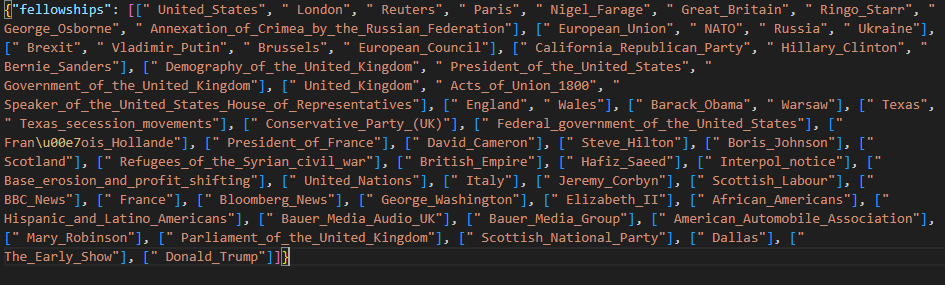 {"fellowships": [[" United_States", " London", " Reuters", " Paris", " Nigel_Farage", " Great_Britain", " Ringo_Starr", "
George_Osborne", " Annexation_of_Crimea_by_the_Russian_Federation"], [" European_Union", " NATO", " Russia", " Ukraine"],
[" Brexit", " Vladimir_Putin", " Brussels", " European_Council"], [" California_Republican_Party", " Hillary_Clinton", "
Bernie_Sanders"], [" Demography_of_the_United_Kingdom", " President_of_the_United_States", "
Government_of_the_United_Kingdom"], [" United_Kingdom", " Acts_of_Union_1800", "
Speaker_of_the_United_States_House_of_Representatives"], [" England", " Wales"], [" Barack_Obama", " Warsaw"], [" Texas",
" Texas_secession_movements"], [" Conservative_Party_(UK)"], [" Federal_government_of_the_United_States"], ["
Fran\u00e7ois_Hollande"], [" President_of_France"], [" David_Cameron"], [" Steve_Hilton"], [" Boris_Johnson"], ["
Scotland"], [" Refugees_of_the_Syrian_civil_war"], [" British_Empire"], [" Hafiz_Saeed"], [" Interpol_notice"], ["
Base_erosion_and_profit_shifting"], [" United_Nations"], [" Italy"], [" Jeremy_Corbyn"], [" Scottish_Labour"], ["
BBC_News"], [" France"], [" Bloomberg_News"], [" George_Washington"], [" Elizabeth_II"], [" African_Americans"], ["
Hispanic_and_Latino_Americans"], [" Bauer_Media_Audio_UK"], [" Bauer_Media_Group"], [" American_Automobile_Association"],
[" Mary_Robinson"], [" Parliament_of_the_United_Kingdom"], [" Scottish_National_Party"], [" Dallas"], ["
The_Early_Show"], [" Donald_Trump"]]}